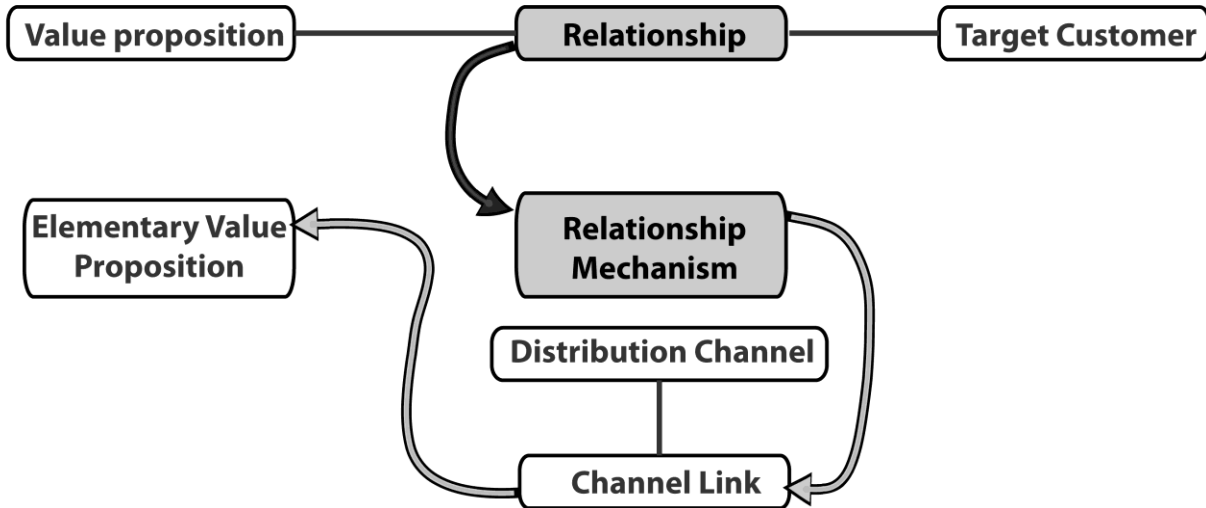 Value proposition
Relationship
Target Customer
Elementary Value
Proposition
Relationship
Mechanism
Distribution Channel
Channel Link